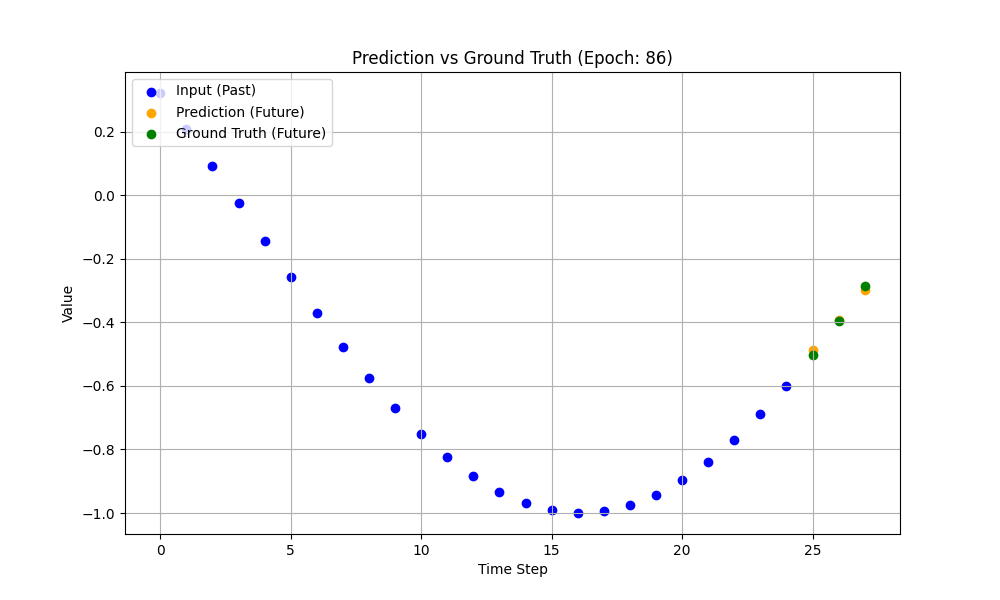 Prediction vs Ground Truth (Epoch: 86)
Input (Past)
Prediction (Future)
Ground Truth (Future)
0.2
0.0
−0.2
−0.4
−0.6
−0.8
−1.0
Value
0 5 10 15 20 25
Time Step